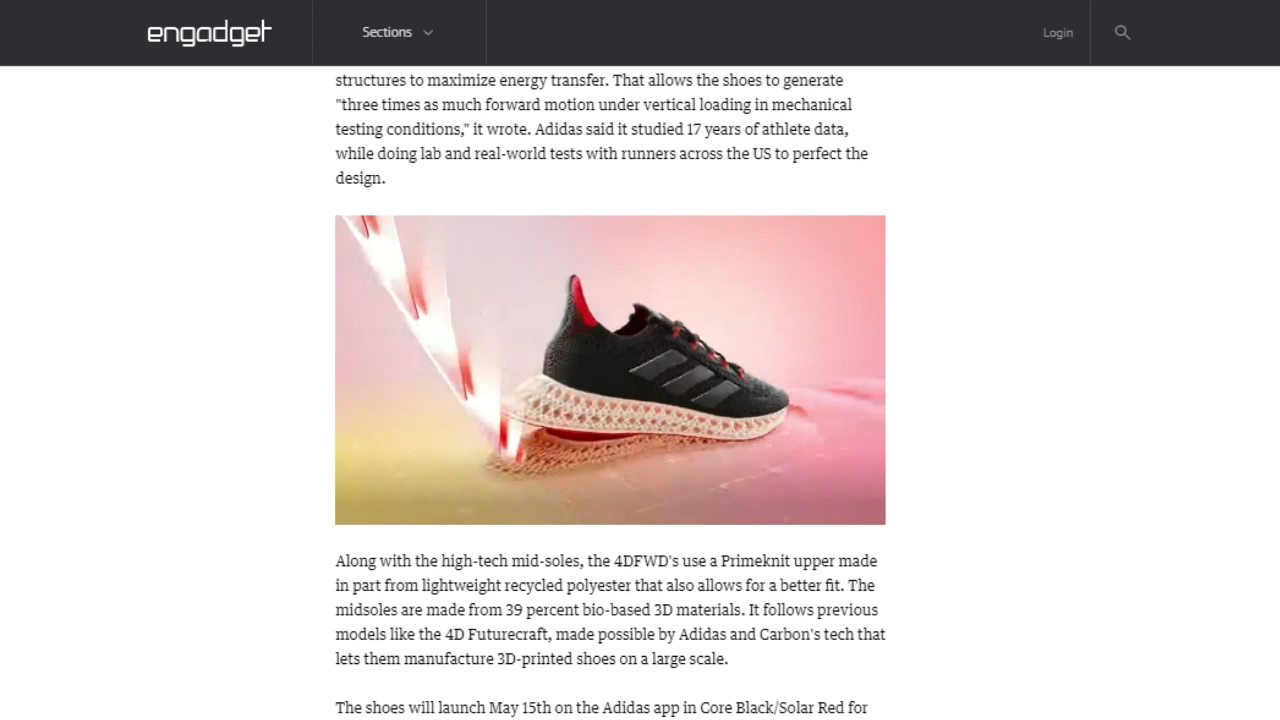 engadget
Sections
Login
structures to maximize energy transfer. That allows the shoes to generate
"three times as much forward motion under vertical loading in mechanical
testing conditions," it wrote. Adidas said it studied 17 years of athlete data,
while doing lab and real-world tests with runners across the US to perfect the
design.
Along with the high-tech mid-soles, the 4DFWD's use a Primeknit upper made
in part from lightweight recycled polyester that also allows for a better fit. The
midsoles are made from 39 percent bio-based 3D materials. It follows previous
models like the 4D Futurecraft, made possible by Adidas and Carbon's tech that
lets them manufacture 3D-printed shoes on a large scale.
The shoes will launch May 15th on the Adidas app in Core Black/Solar Red for